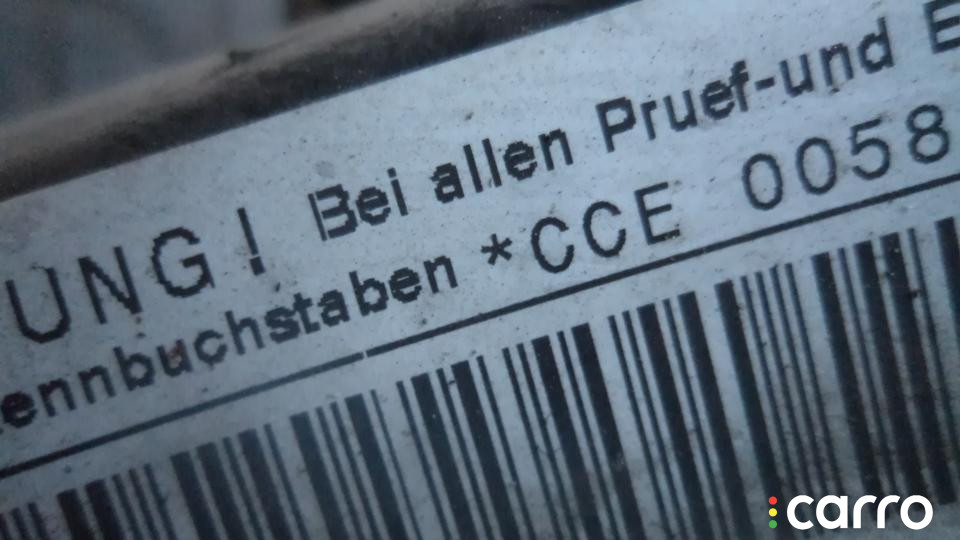 UNG! Bei allen Pruef-und E
ennbuchstaben *CCE 0058
carro